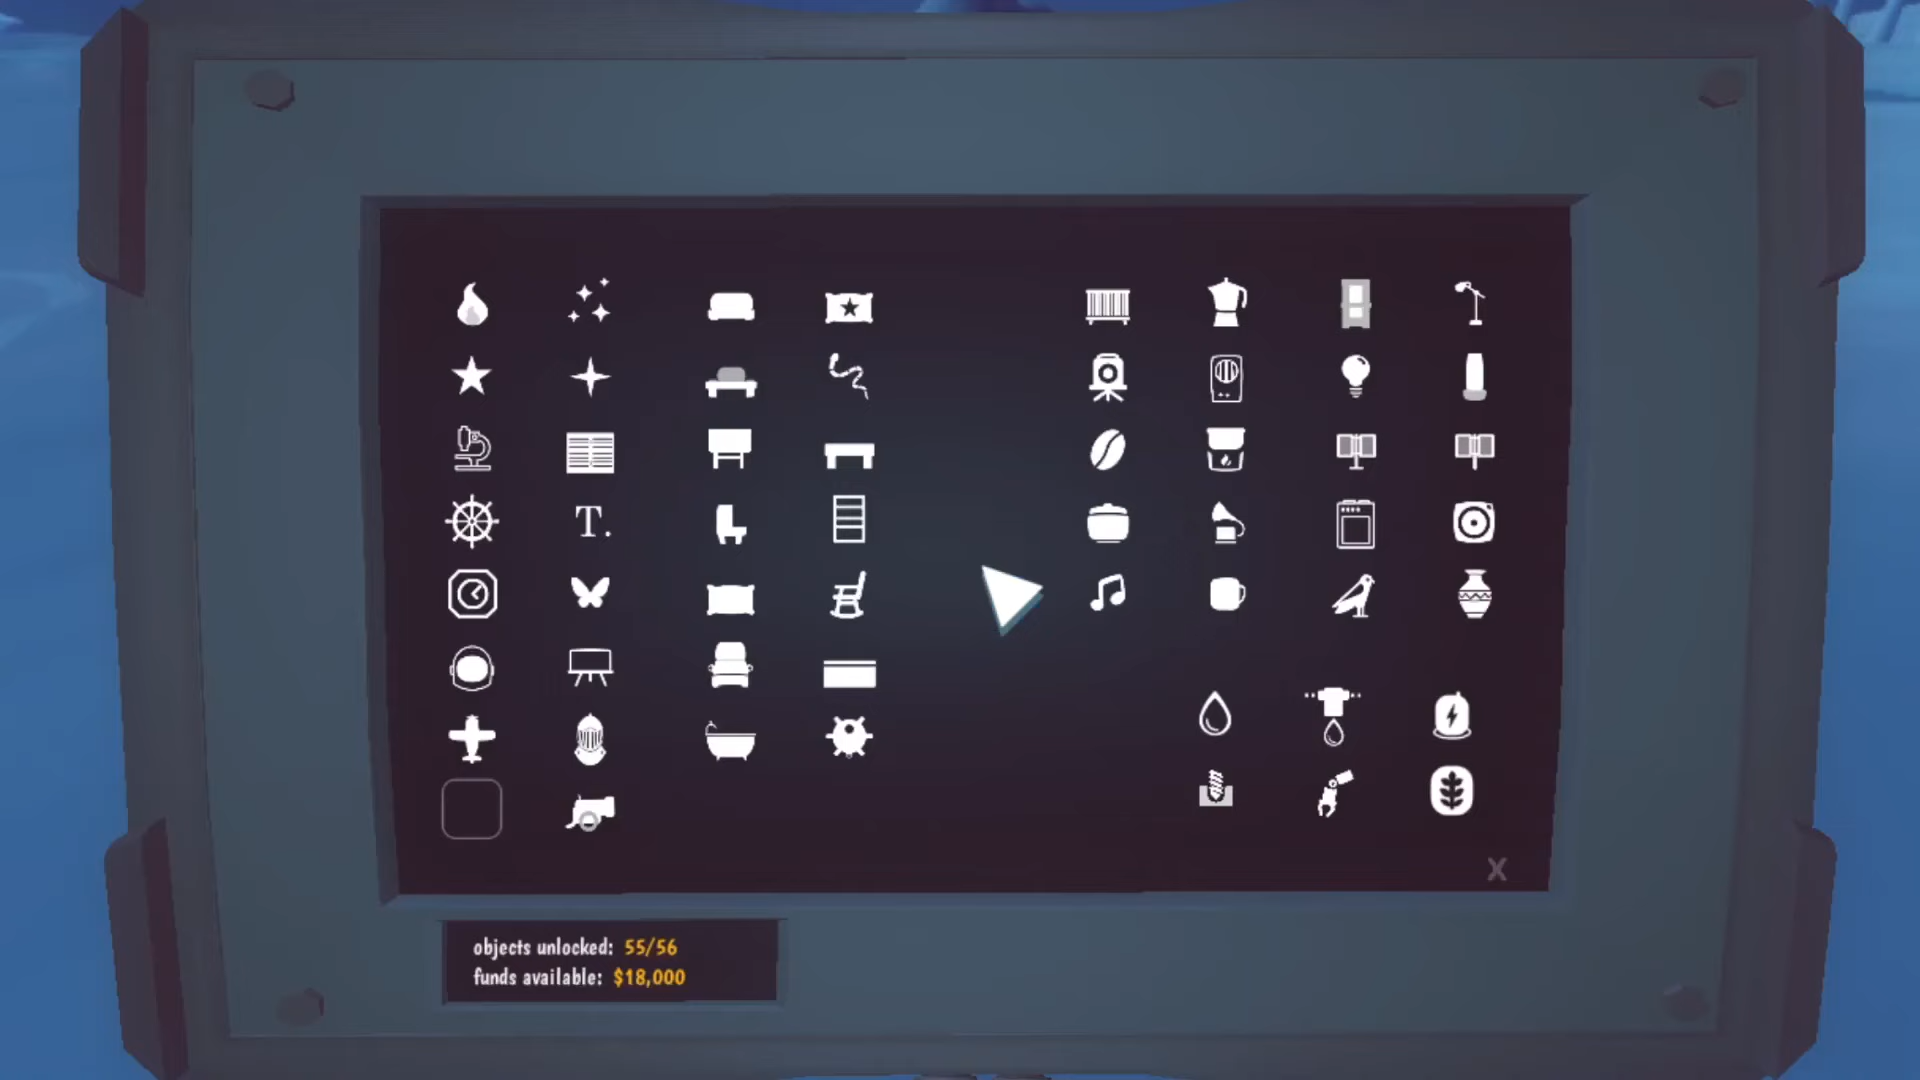 T.
X
objects unlocked: 55/56
funds available: $18,000